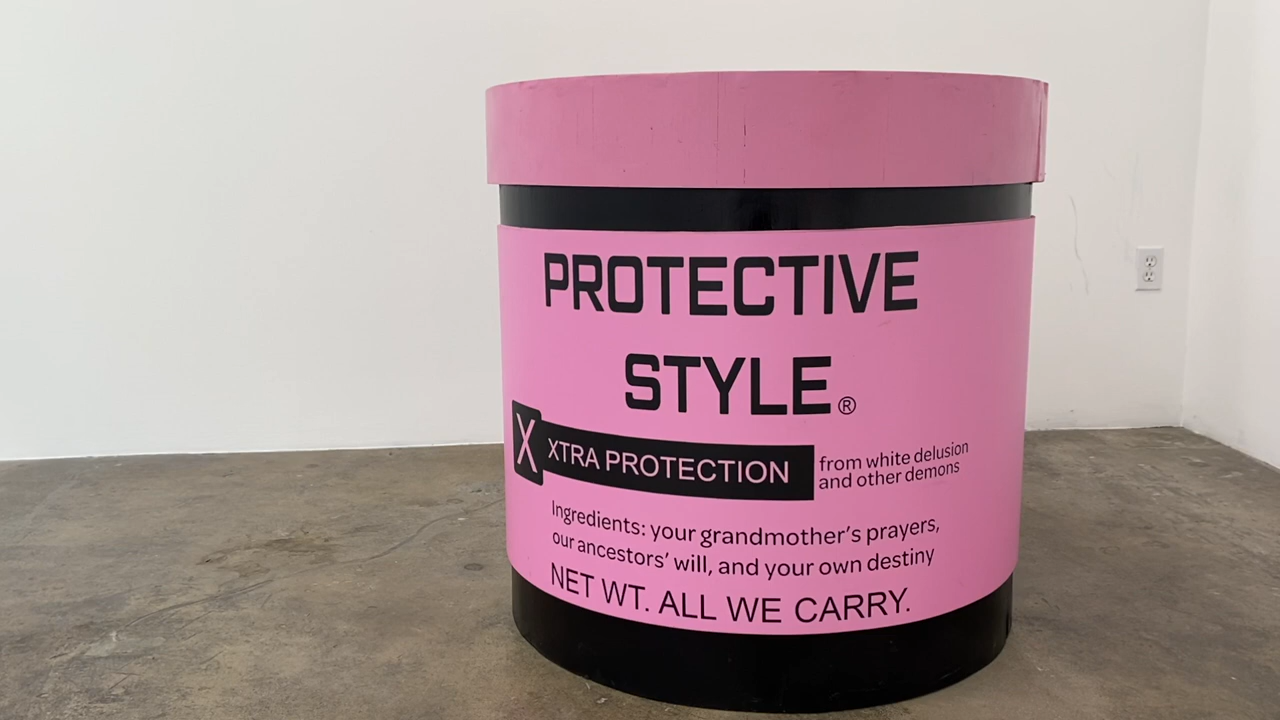 PROTECTIVE
STYLE®
X XTRA PROTECTION
from white delusion
and other demons
Ingredients: your grandmother's prayers,
our ancestors' will, and your own destiny
NET WT. ALL WE CARRY.